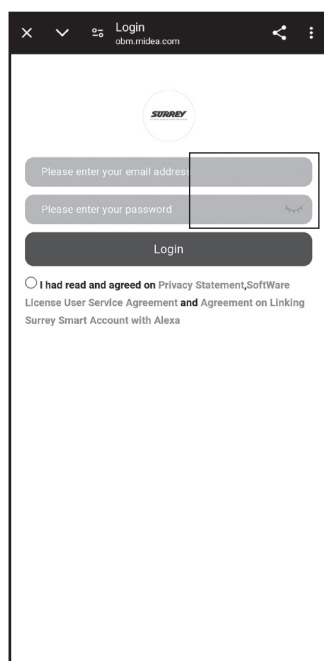 Login
obm.midea.com
SURREY
Please enter your email address
Please enter your password
Login
I had read and agreed on Privacy Statement,SoftWare
License User Service Agreement and Agreement on Linking
Surrey Smart Account with Alexa